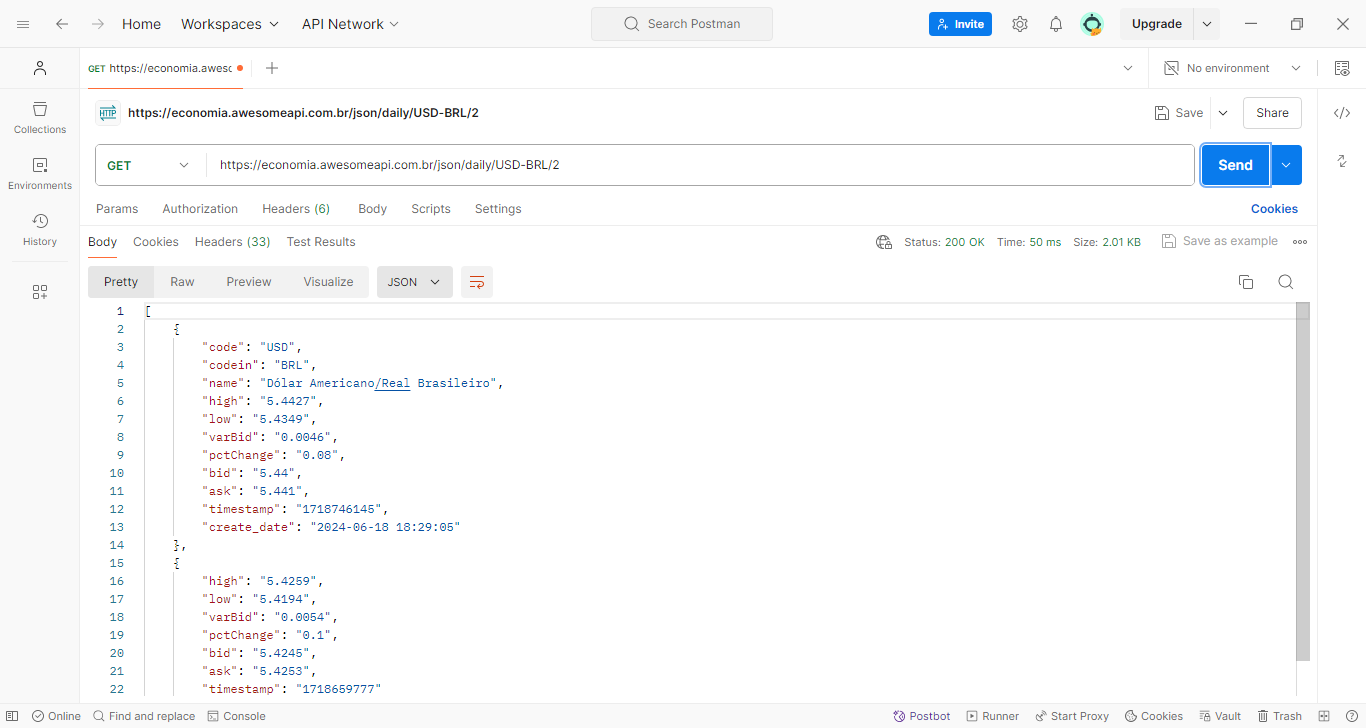 Home Workspaces API Network Search Postman Invite Upgrade
GET https://economia.awesc No environment
HTTP https://economia.awesomeapi.com.br/json/daily/USD-BRL/2 Save Share
GET https://economia.awesomeapi.com.br/json/daily/USD-BRL/2 Send
Params Authorization Headers (6) Body Scripts Settings Cookies
Body Cookies Headers (33) Test Results Status: 200 OK Time: 50 ms Size: 2.01 KB Save as example
Pretty Raw Preview Visualize JSON
Collections
Environments
History
1 [
2 {
3 "code": "USD",
4 "codein": "BRL",
5 "name": "Dólar Americano/Real Brasileiro",
6 "high": "5.4427",
7 "low": "5.4349",
8 "varBid": "0.0046",
9 "pctChange": "0.08",
10 "bid": "5.44",
11 "ask": "5.441",
12 "timestamp": "1718746145",
13 "create_date": "2024-06-18 18:29:05"
14 },
15 {
16 "high": "5.4259",
17 "low": "5.4194",
18 "varBid": "0.0054",
19 "pctChange": "0.1",
20 "bid": "5.4245",
21 "ask": "5.4253",
22 "timestamp": "1718659777"
Online Find and replace Console Postbot Runner Start Proxy Cookies Vault Trash